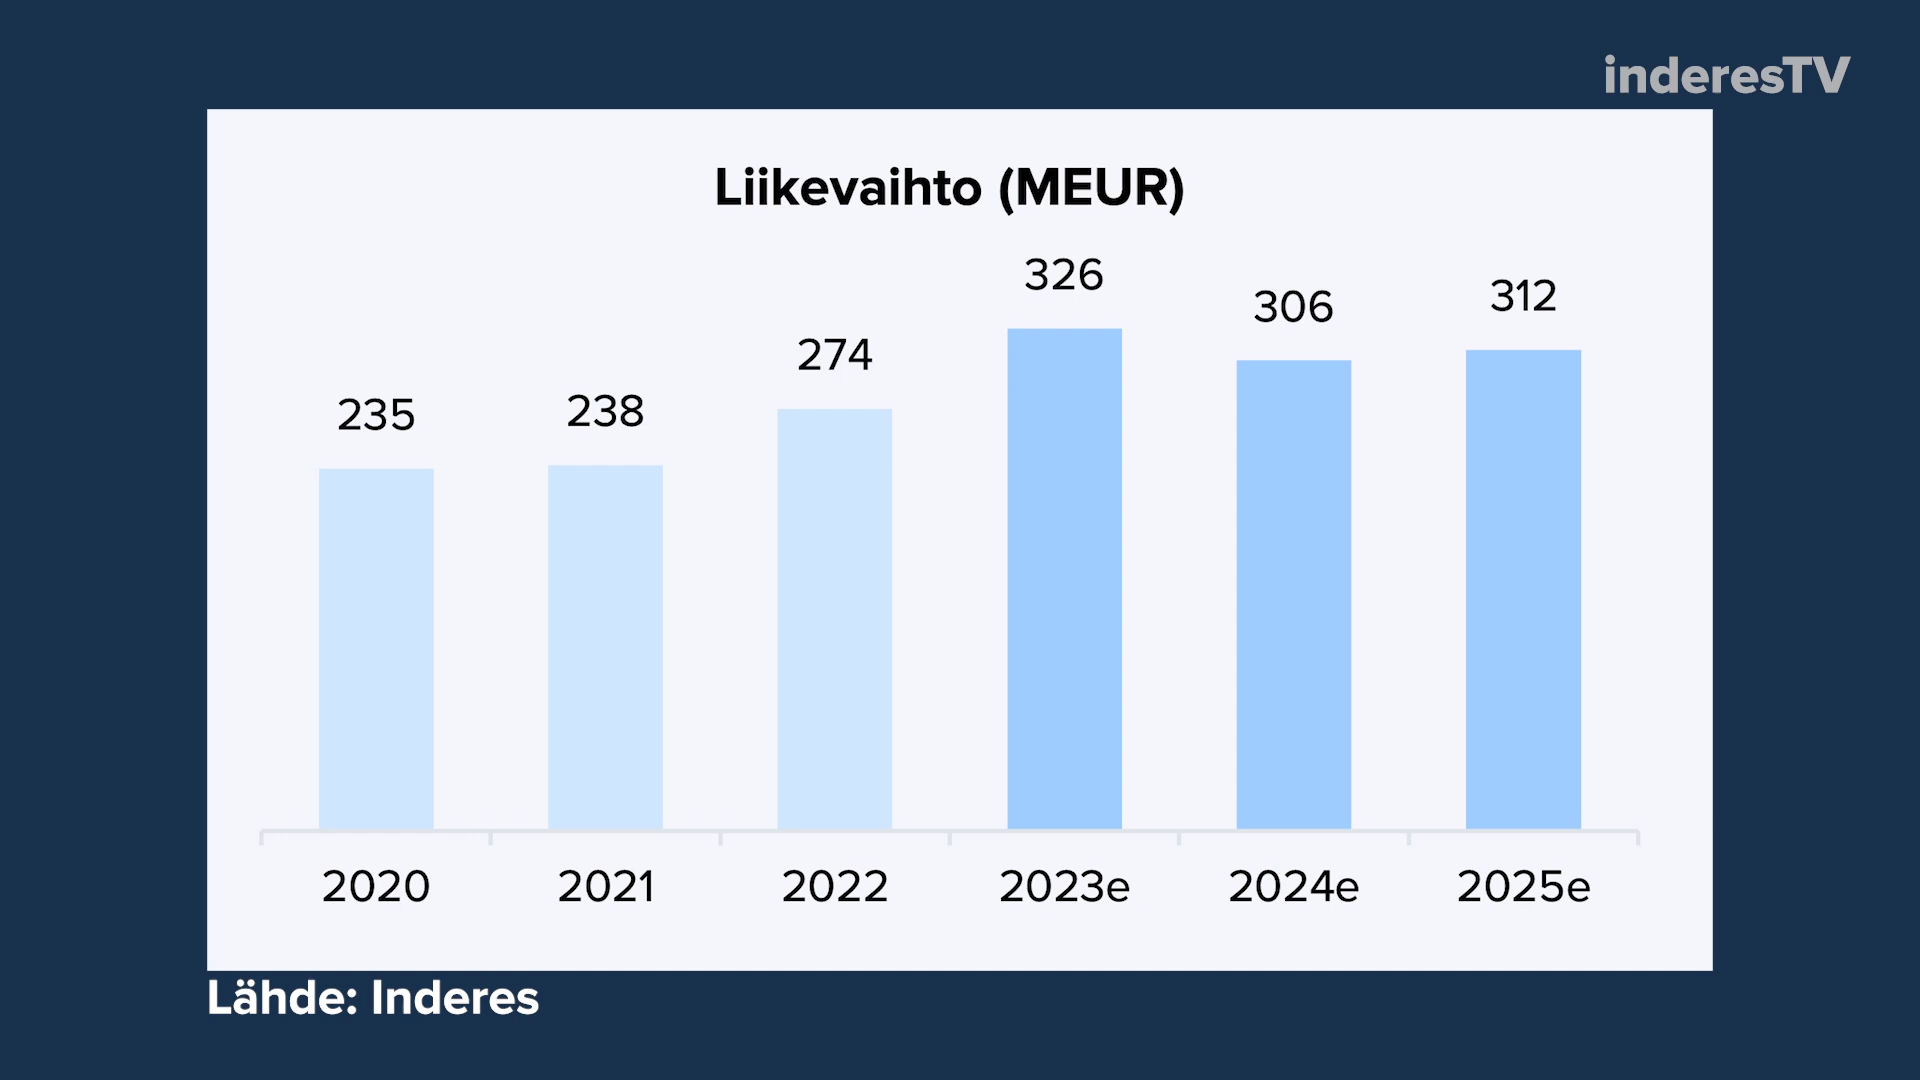 inderesTV
Liikevaihto (MEUR)
235 238 274 326 306 312
2020 2021 2022 2023e 2024e 2025e
Lähde: Inderes